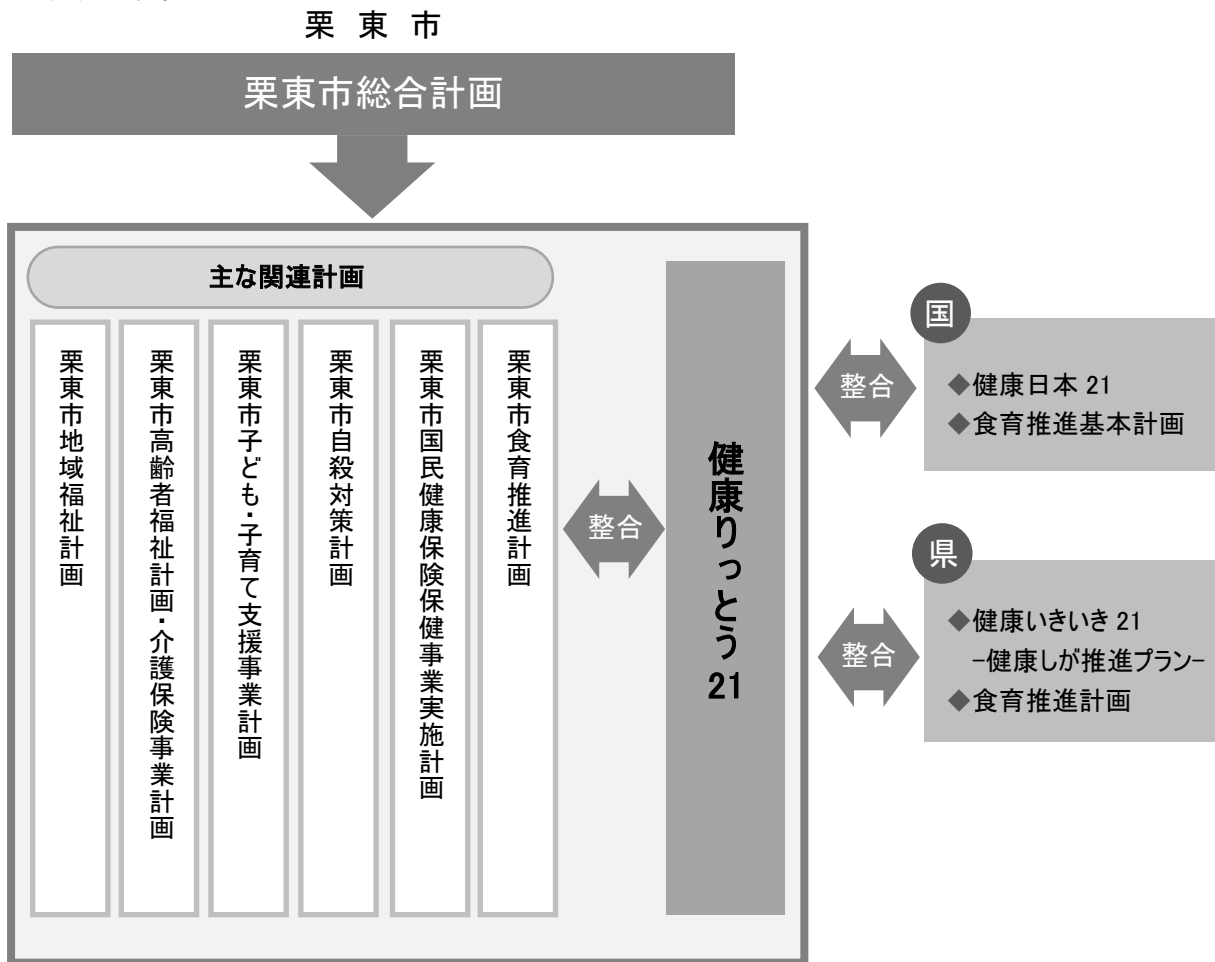 栗 東 市
栗東市総合計画
主な関連計画
栗東市地域福祉計画
栗東市高齢者福祉計画・介護保険事業計画
栗東市子ども・子育て支援事業計画
栗東市自殺対策計画
栗東市国民健康保険保健事業実施計画
栗東市食育推進計画
整合
健康りっとう21
整合
国
◆健康日本 21
◆食育推進基本計画
整合
県
◆健康いきいき 21
-健康しが推進プラン-
◆食育推進計画